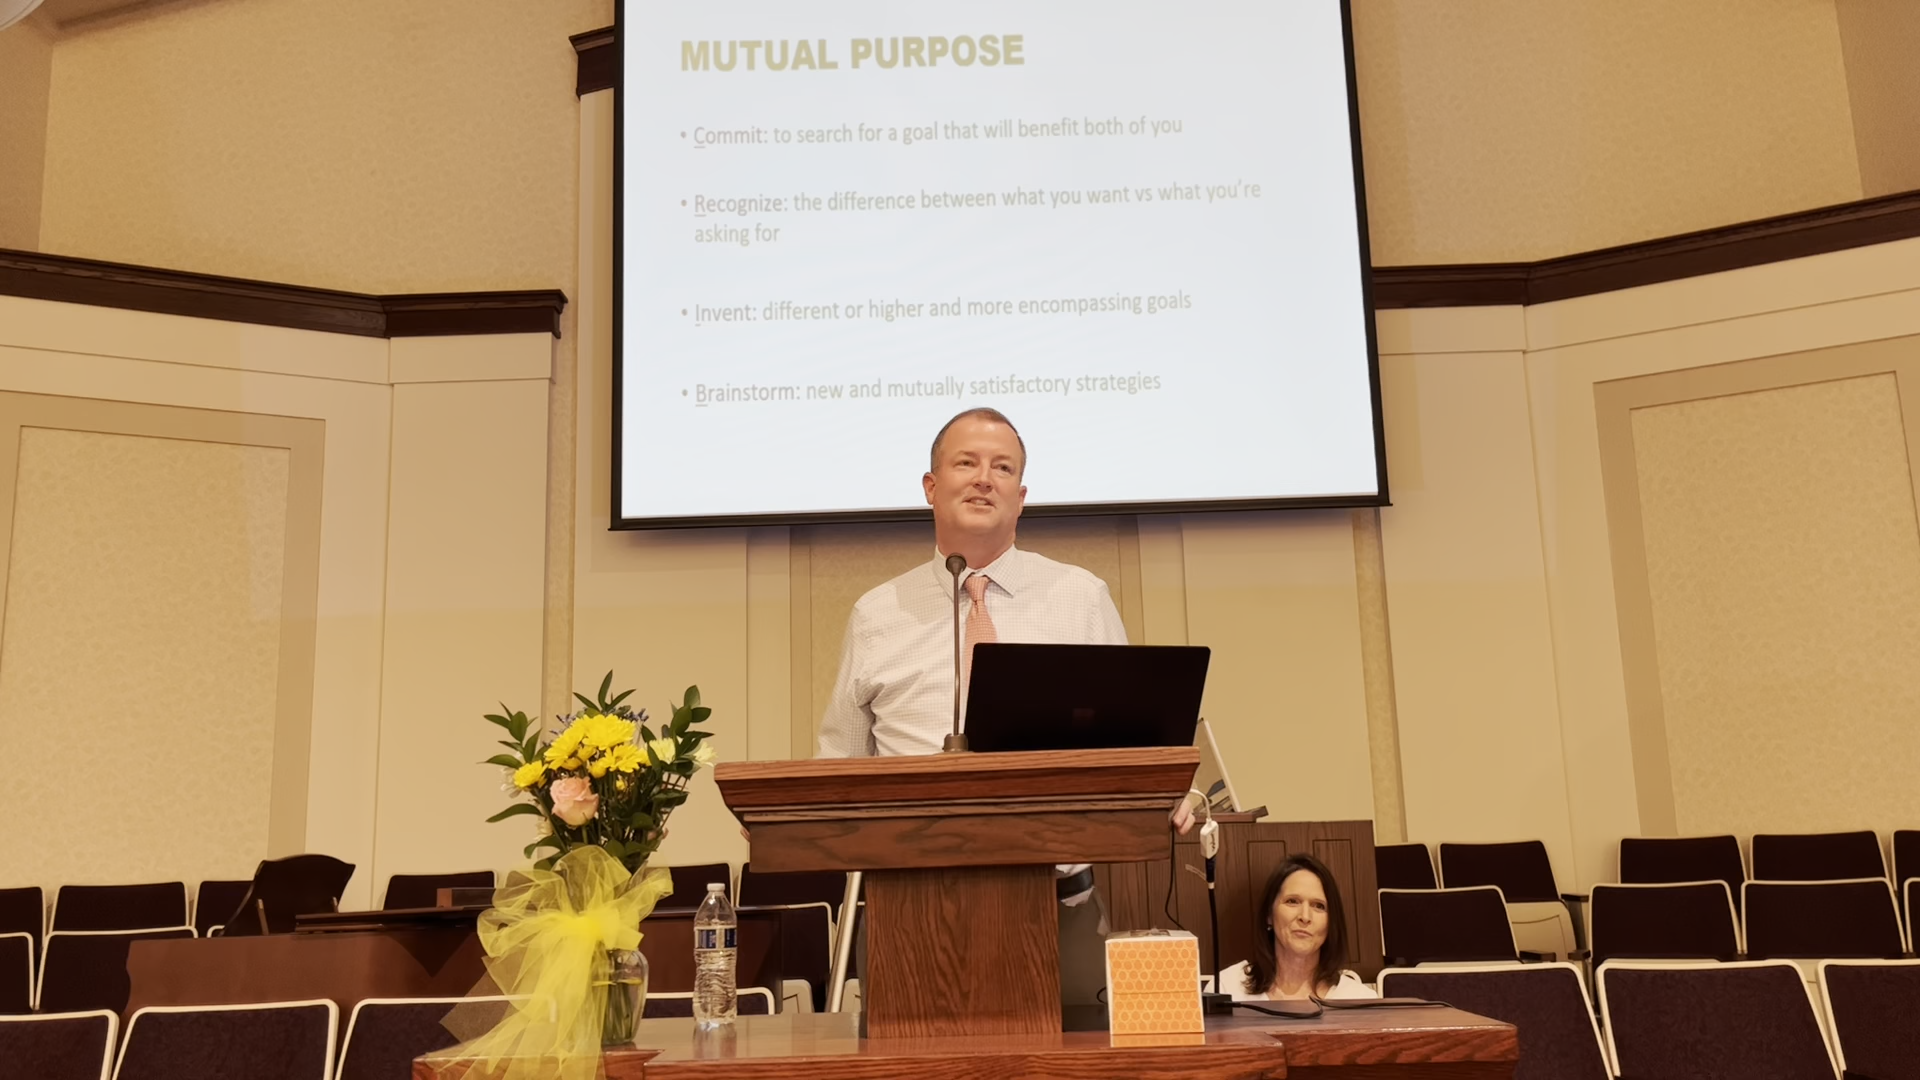 MUTUAL PURPOSE
• Commit: to search for a goal that will benefit both of you
• Recognize: the difference between what you want vs what you're
asking for
• Invent: different or higher and more encompassing goals
• Brainstorm: new and mutually satisfactory strategies